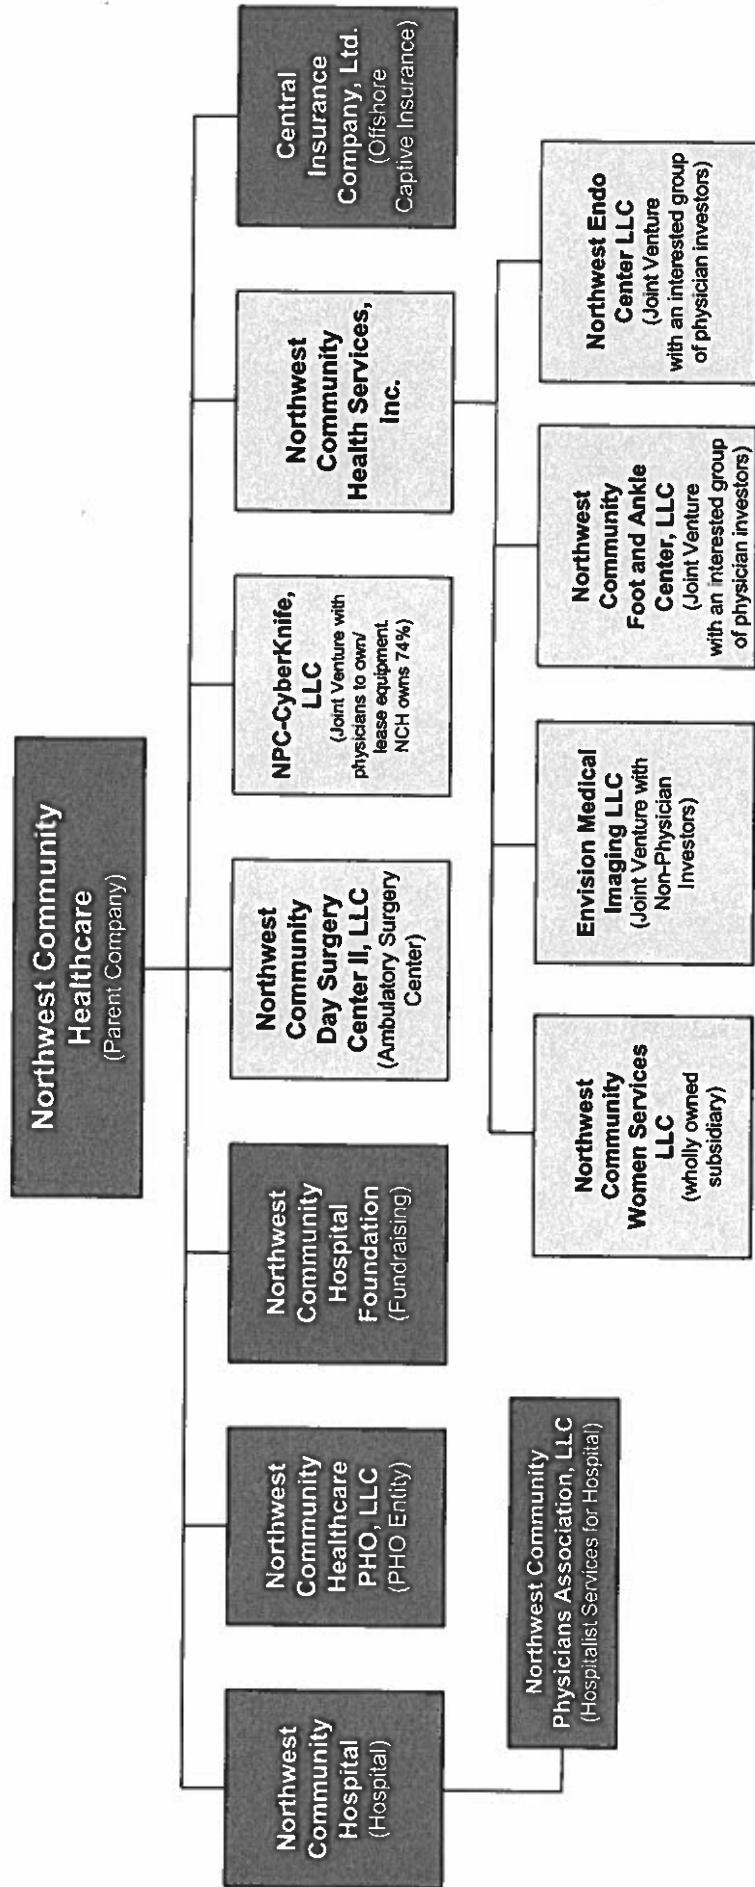 Northwest Community
Healthcare
(Parent Company)
Northwest
Community
Hospital
(Hospital)
Northwest
Community
Healthcare
PHO, LLC
(PHO Entity)
Northwest
Community
Hospital
Foundation
(Fundraising)
Northwest
Community
Day Surgery
Center II, LLC
(Ambulatory Surgery
Center)
NPC-CyberKnife,
LLC
(Joint Venture with
physicians to own/
lease equipment.
NCH owns 74%)
Northwest
Community
Health Services,
Inc.
Central
Insurance
Company, Ltd.
(Offshore
Captive Insurance)
Northwest Community
Physicians Association, LLC
(Hospitalist Services for Hospital)
Northwest
Community
Women Services
LLC
(wholly owned
subsidiary)
Envision Medical
Imaging LLC
(Joint Venture with
Non-Physician
Investors)
Northwest
Community
Foot and Ankle
Center, LLC
(Joint Venture
with an interested group
of physician investors)
Northwest Endo
Center LLC
(Joint Venture
with an interested group
of physician investors)